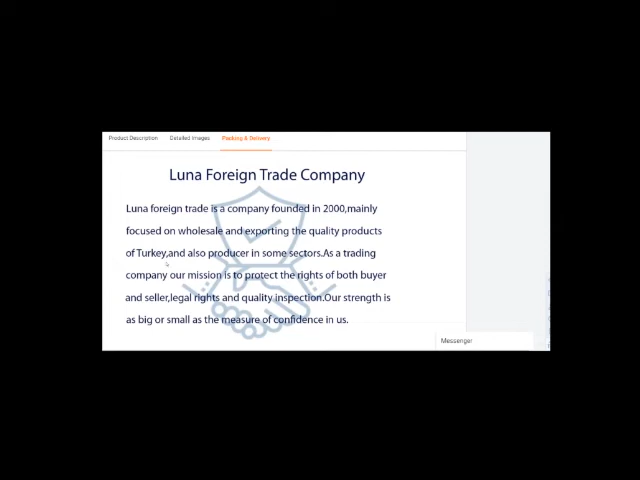 Product Description Detailed Images Packing & Delivery
Luna Foreign Trade Company
Luna foreign trade is a company founded in 2000,mainly
focused on wholesale and exporting the quality products
of Turkey,and also producer in some sectors.As a trading
company our mission is to protect the rights of both buyer
and seller,legal rights and quality inspection.Our strength is
as big or small as the measure of confidence in us.
Messenger